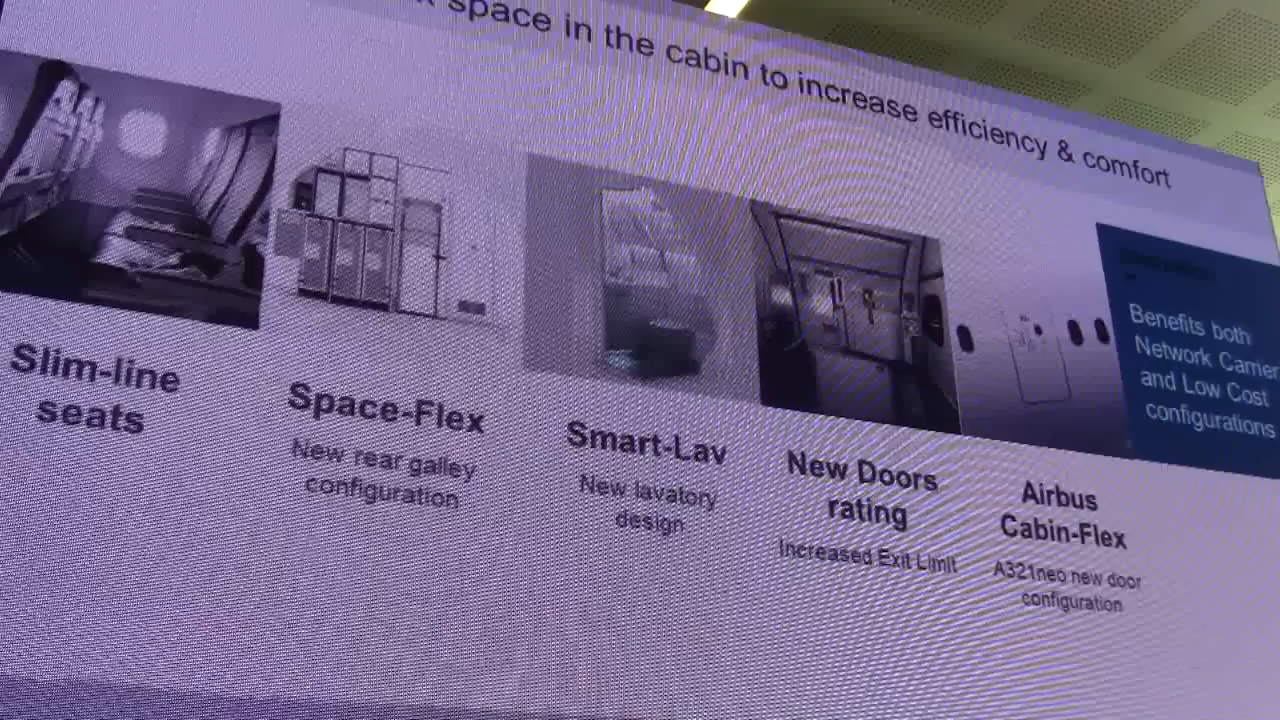 space in the cabin to increase efficiency & comfort
Slim-line
seats
Space-Flex
New rear galley
configuration
Smart-Lav
New lavatory
design
New Doors
rating
Increased Exit Limit
Airbus
Cabin-Flex
A321neo new door
configuration
Benefits both
Network Carrier
and Low Cost
configurations